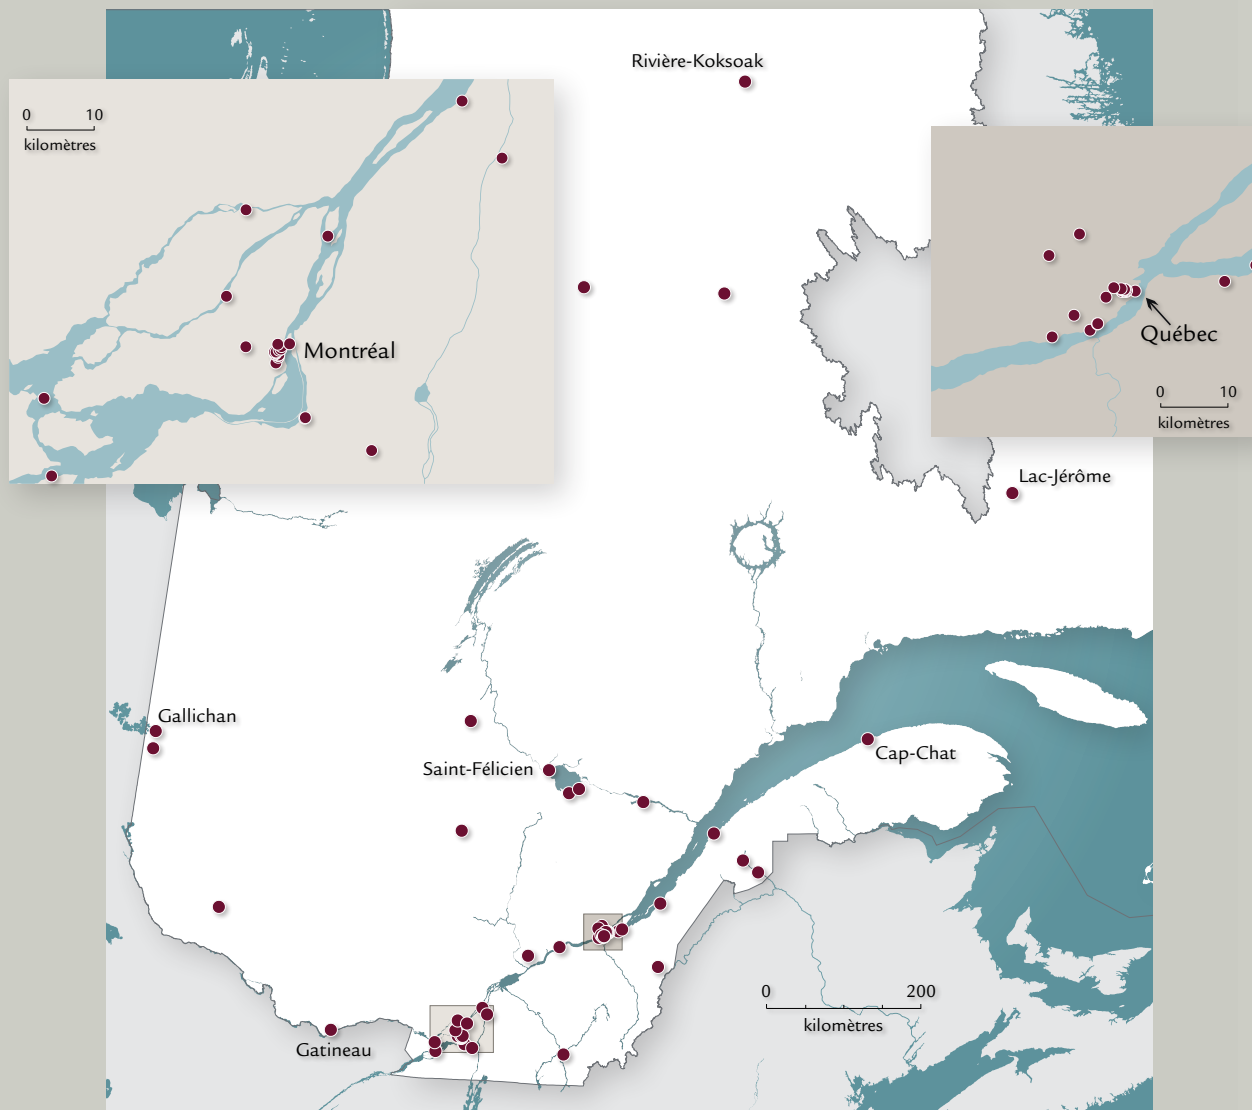 Rivière-Koksoak
0 10
kilomètres
Montréal
Québec
0 10
kilomètres
Lac-Jérôme
Gallichan
Saint-Félicien
Cap-Chat
0 200
kilomètres
Gatineau